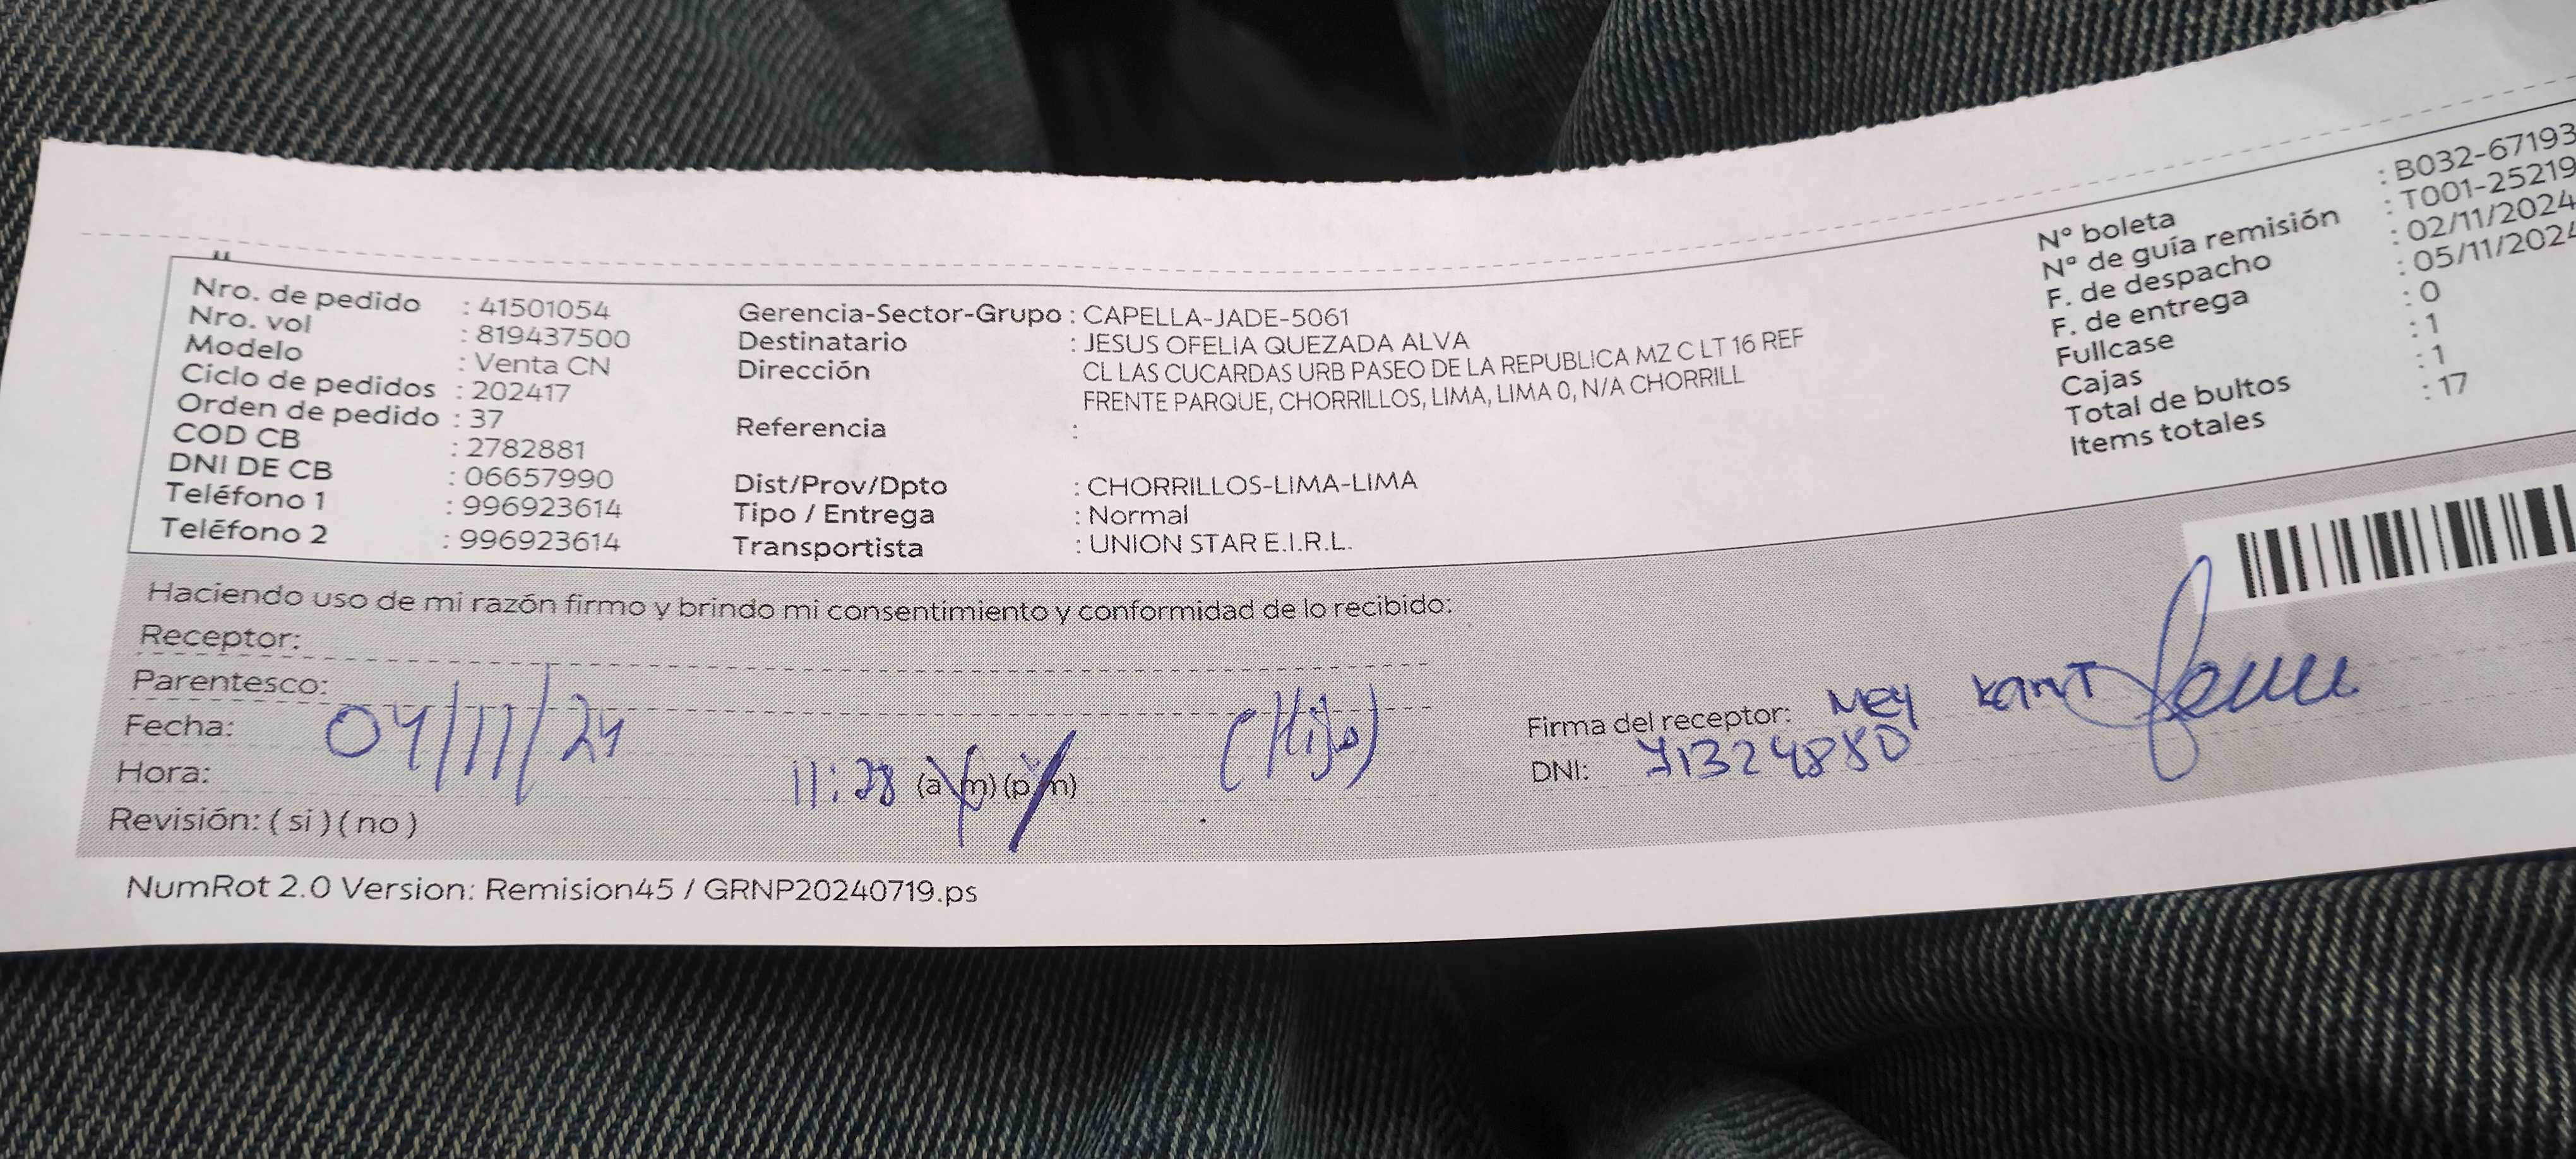 Nro. de pedido : 41501054
Nro. vol : 819437500
Modelo : Venta CN
Ciclo de pedidos : 202417
Orden de pedido : 37
COD CB : 2782881
DNI DE CB : 06657990
Teléfono 1 : 996923614
Teléfono 2 : 996923614
Gerencia-Sector-Grupo : CAPELLA-JADE-5061
Destinatario : JESUS OFELIA QUEZADA ALVA
Dirección CL LAS CUCARDAS URB PASEO DE LA REPUBLICA MZ C LT 16 REF
FRENTE PARQUE, CHORRILLOS, LIMA, LIMA 0, N/A CHORRILL
Referencia :
Dist/Prov/Dpto : CHORRILLOS-LIMA-LIMA
Tipo / Entrega : Normal
Transportista : UNION STAR E.I.R.L.
N° boleta : B032-67193
N° de guía remisión : T001-25219
F. de despacho : 02/11/2024
F. de entrega : 05/11/2024
Fullcase : 0
Cajas : 1
Total de bultos : 1
Items totales : 17
Haciendo uso de mi razón firmo y brindo mi consentimiento y conformidad de lo recibido:
Receptor:
Parentesco:
Fecha: 04/11/24
Hora: 11:28 (a m) (p m) (Hijo)
Revisión: ( si ) ( no )
Firma del receptor: Ney
DNI: 71324880
NumRot 2.0 Version: Remision45 / GRNP20240719.ps